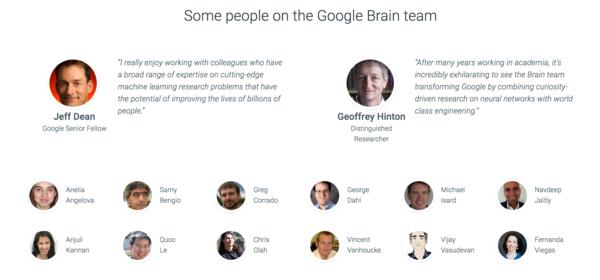 Some people on the Google Brain team
"I really enjoy working with colleagues who have
a broad range of expertise on cutting-edge
machine learning research problems that have
the potential of improving the lives of billions of
people."
Jeff Dean
Google Senior Fellow
"After many years working in academia, it's
incredibly exhilarating to see the Brain team
transforming Google by combining curiosity-
driven research on neural networks with world
class engineering."
Geoffrey Hinton
Distinguished
Researcher
Anelia
Angelova
Samy
Bengio
Greg
Corrado
George
Dahl
Michael
Isard
Navdeep
Jaitly
Anjuli
Kannan
Quoc
Le
Chris
Olah
Vincent
Vanhoucke
Vijay
Vasudevan
Fernanda
Viegas